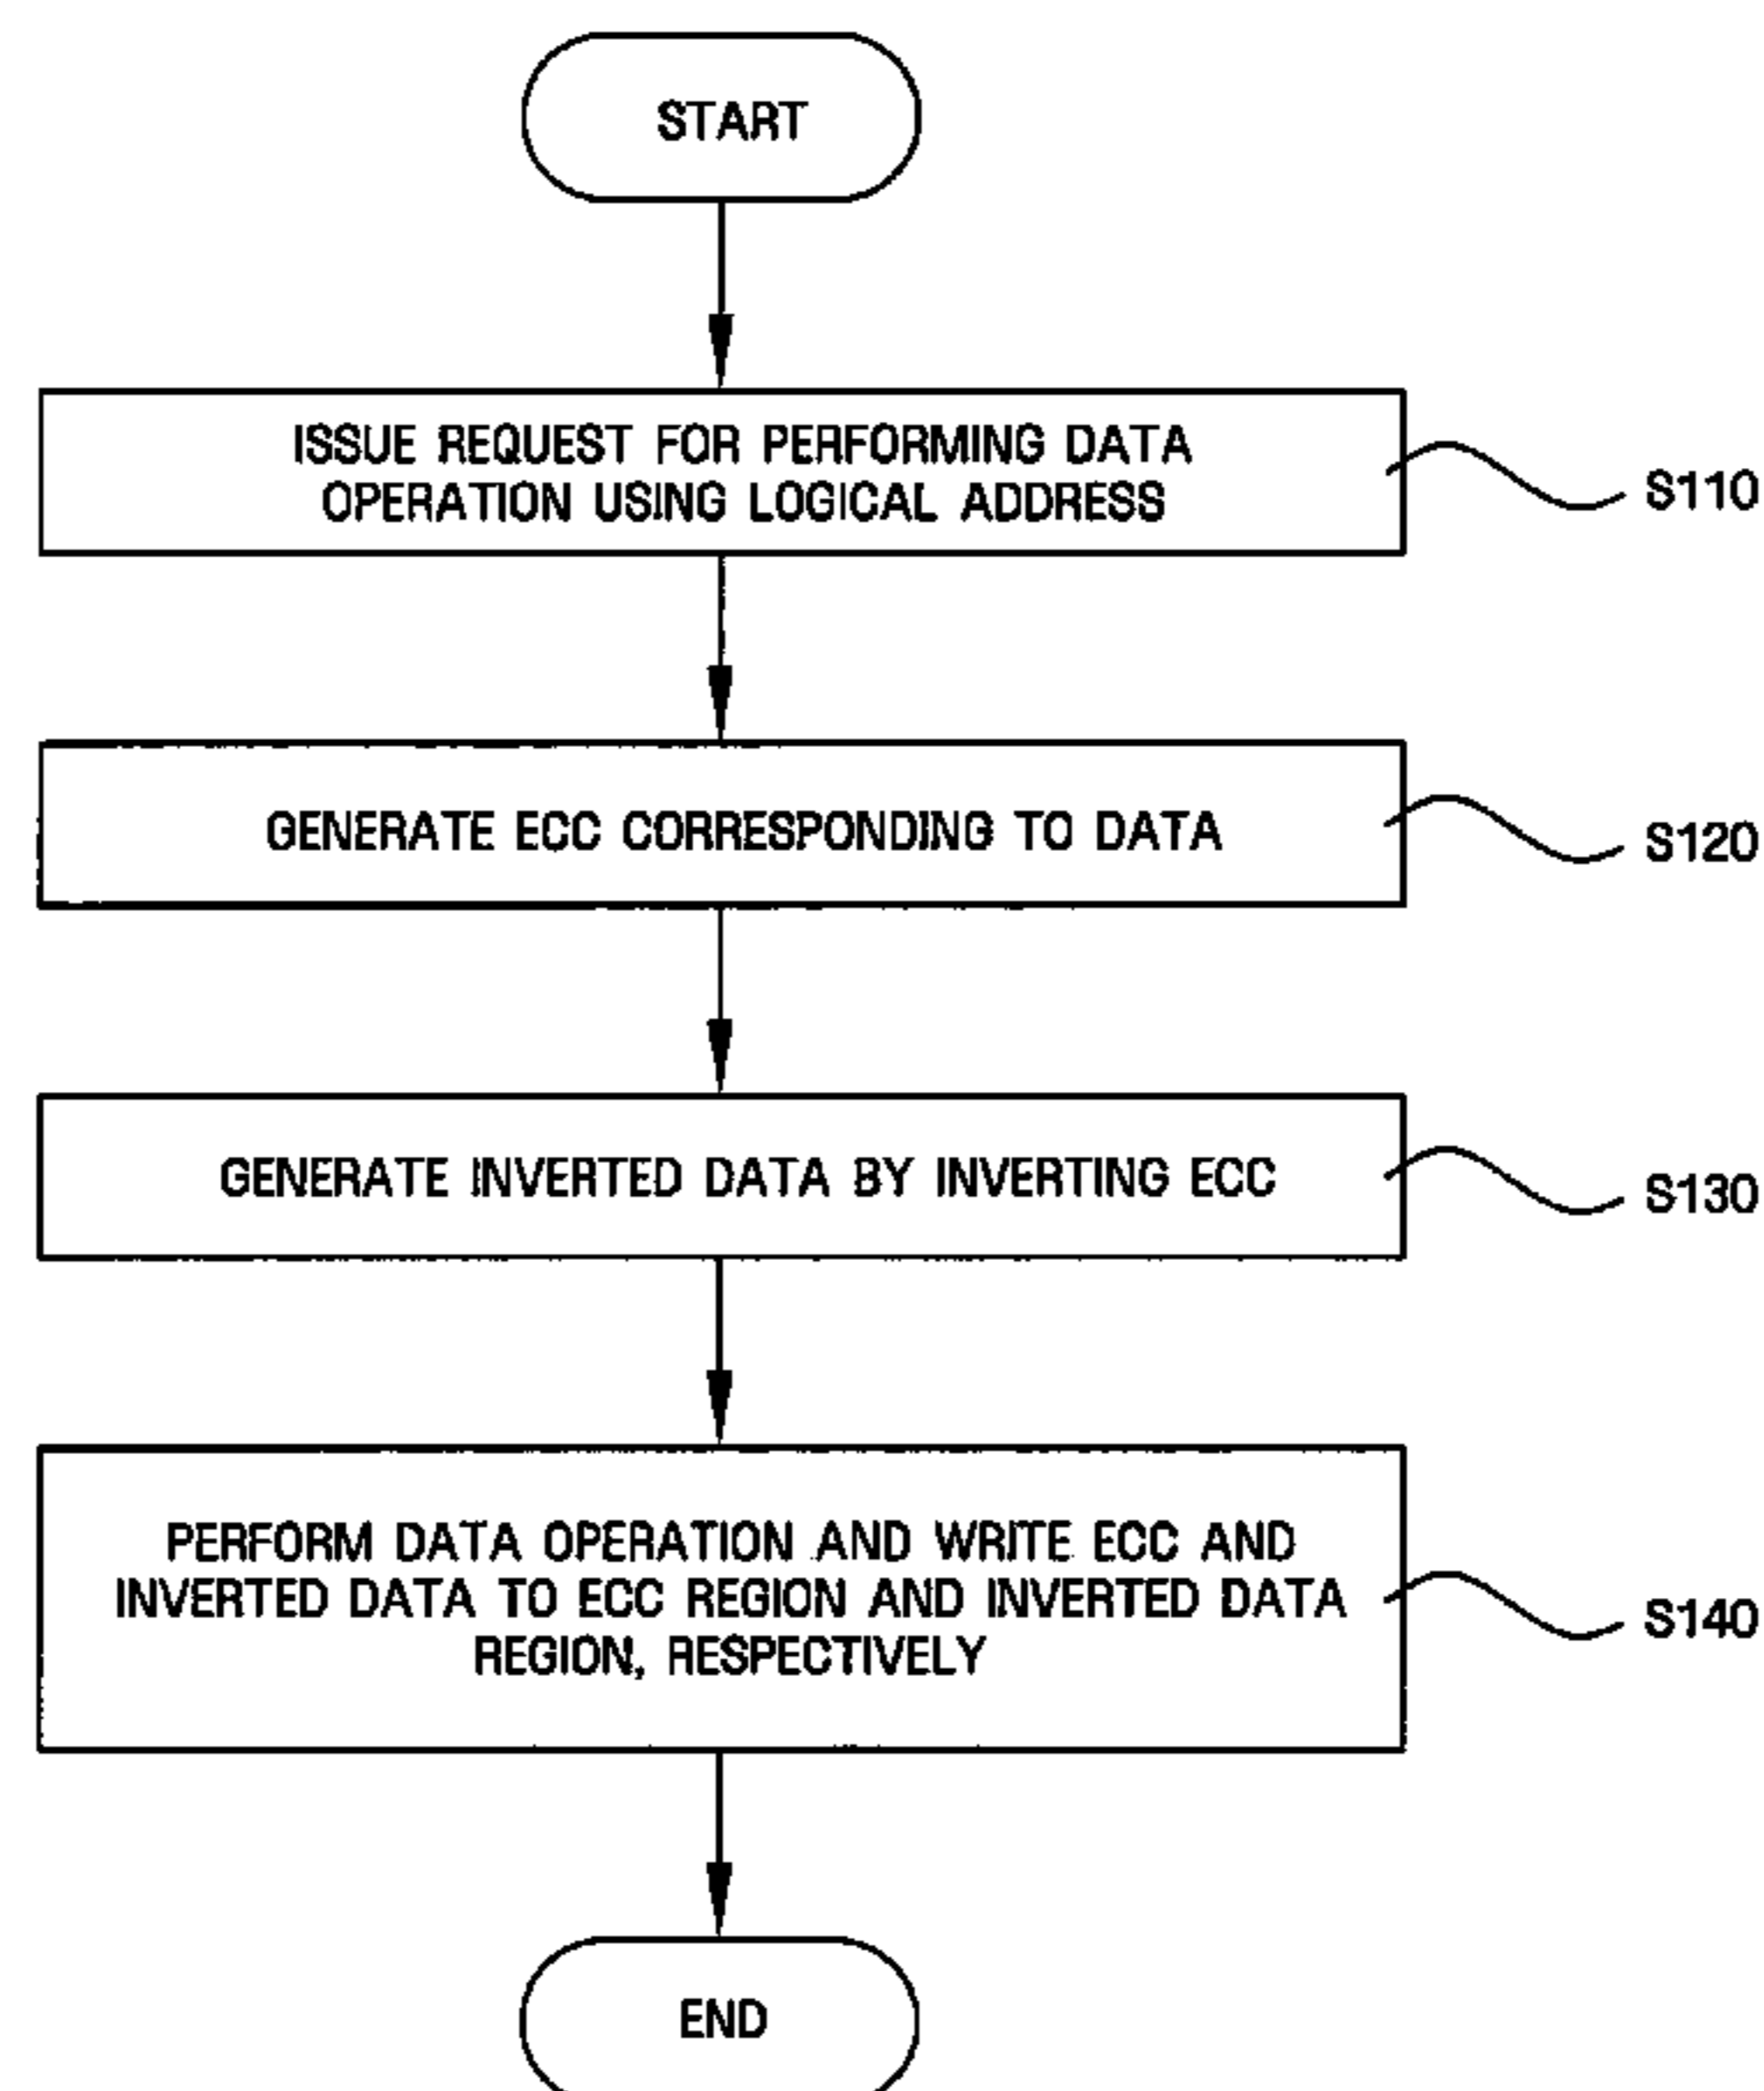 START
ISSUE REQUEST FOR PERFORMING DATA
OPERATION USING LOGICAL ADDRESS
S110
GENERATE ECC CORRESPONDING TO DATA
S120
GENERATE INVERTED DATA BY INVERTING ECC
S130
PERFORM DATA OPERATION AND WRITE ECC AND
INVERTED DATA TO ECC REGION AND INVERTED DATA
REGION, RESPECTIVELY
S140
END